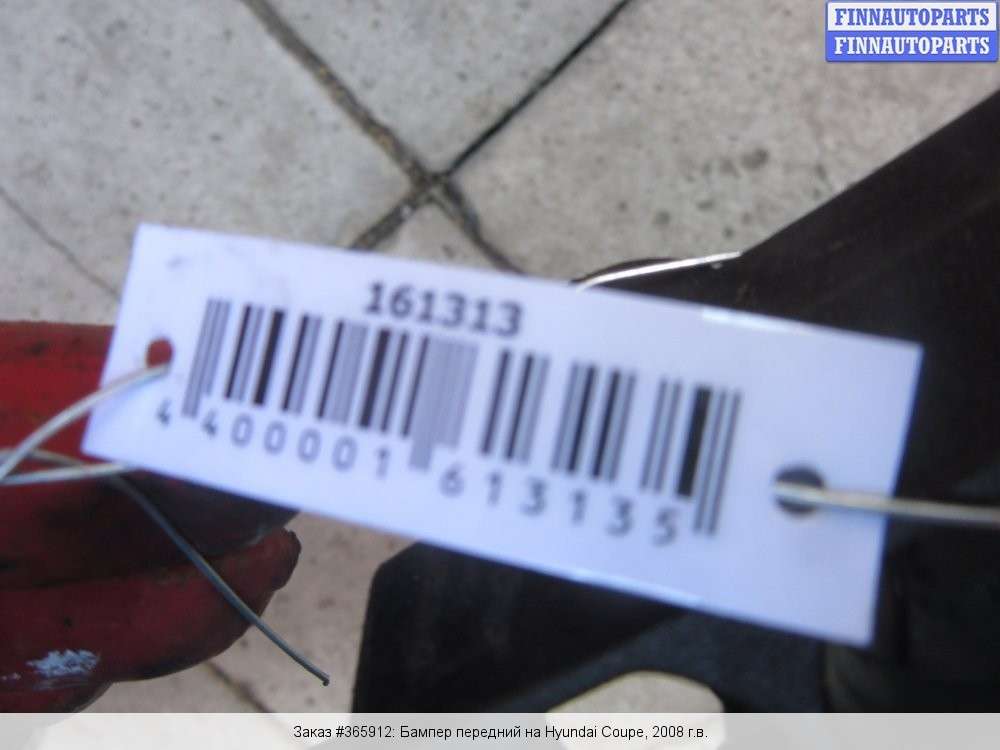 FINNAUTOPARTS
FINNAUTOPARTS
161313
4 400001 613135
Заказ #365912: Бампер передний на Hyundai Coupe, 2008 г.в.